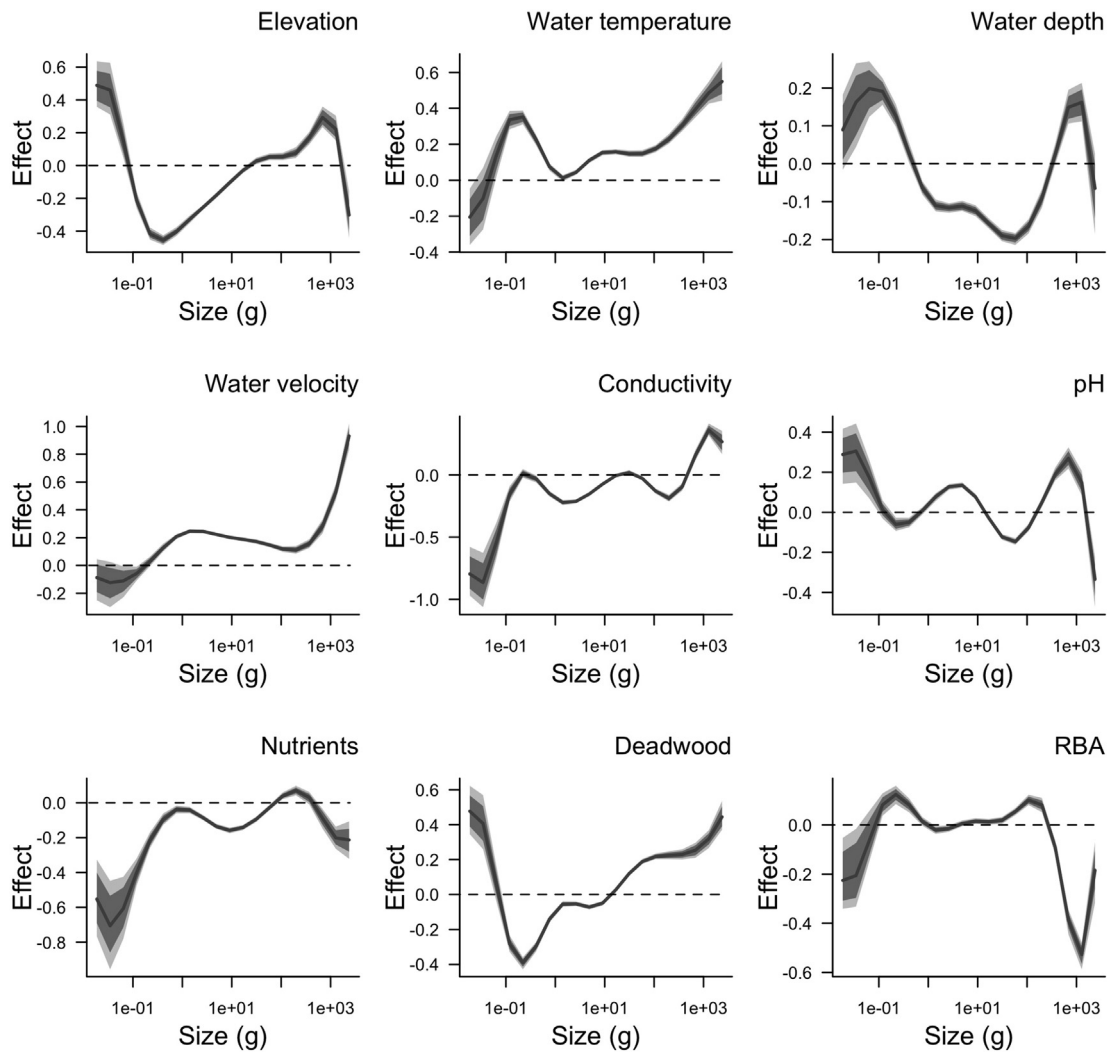 Elevation
Effect
0.6
0.4
0.2
0.0
-0.2
-0.4
1e-01
1e+01
1e+03
Size (g)
Water temperature
Effect
0.6
0.4
0.2
0.0
-0.2
-0.4
1e-01
1e+01
1e+03
Size (g)
Water depth
Effect
0.2
0.1
0.0
-0.1
-0.2
1e-01
1e+01
1e+03
Size (g)
Water velocity
Effect
1.0
0.8
0.6
0.4
0.2
0.0
-0.2
1e-01
1e+01
1e+03
Size (g)
Conductivity
Effect
0.0
-0.5
-1.0
1e-01
1e+01
1e+03
Size (g)
pH
Effect
0.4
0.2
0.0
-0.2
-0.4
1e-01
1e+01
1e+03
Size (g)
Nutrients
Effect
0.0
-0.2
-0.4
-0.6
-0.8
1e-01
1e+01
1e+03
Size (g)
Deadwood
Effect
0.6
0.4
0.2
0.0
-0.2
-0.4
1e-01
1e+01
1e+03
Size (g)
RBA
Effect
0.2
0.0
-0.2
-0.4
-0.6
1e-01
1e+01
1e+03
Size (g)